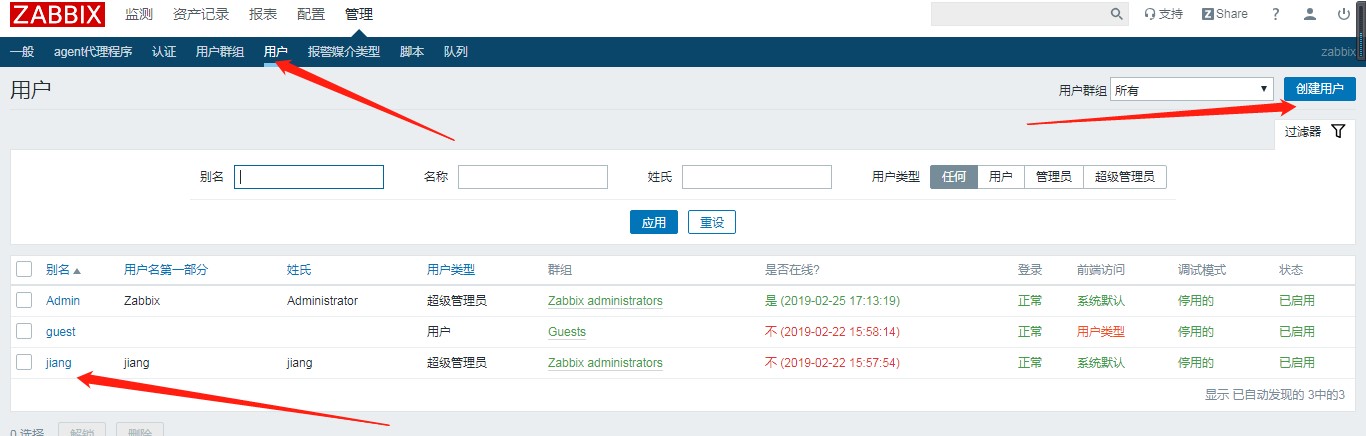 ZABBIX 监测 资产记录 报表 配置 管理 支持 Z Share ?
一般 agent代理程序 认证 用户群组 用户 报警媒介类型 脚本 队列 zabbix
用户 用户群组 所有 创建用户
过滤器
别名 名称 姓氏 用户类型 任何 用户 管理员 超级管理员
应用 重设
别名 用户名第一部分 姓氏 用户类型 群组 是否在线? 登录 前端访问 调试模式 状态
Admin Zabbix Administrator 超级管理员 Zabbix administrators 是 (2019-02-25 17:13:19) 正常 系统默认 停用的 已启用
guest 用户 Guests 不 (2019-02-22 15:58:14) 正常 用户类型 停用的 已启用
jiang jiang jiang 超级管理员 Zabbix administrators 不 (2019-02-22 15:57:54) 正常 系统默认 停用的 已启用
显示 已自动发现的 3中的3
0 选择 解锁 删除